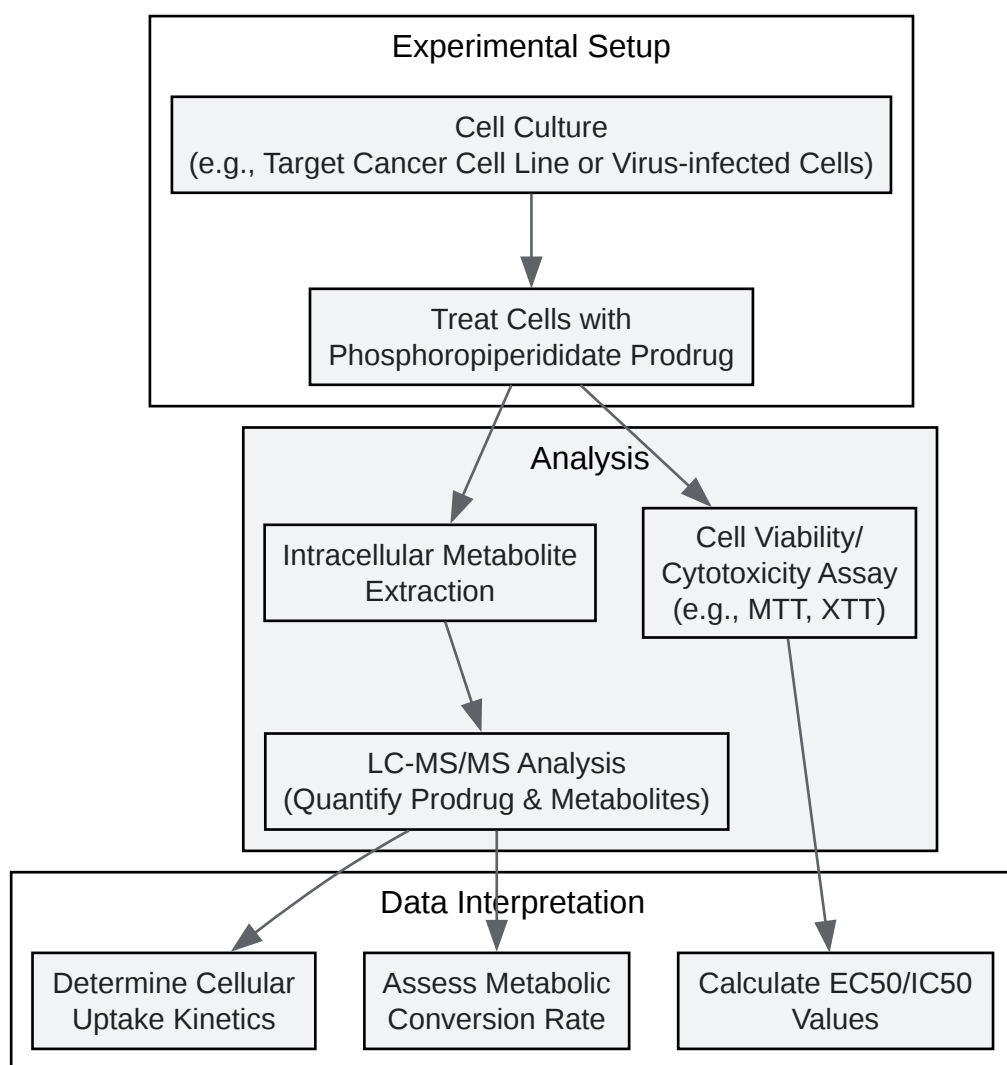 Experimental Setup
Cell Culture
(e.g., Target Cancer Cell Line or Virus-infected Cells)
Treat Cells with
Phosphoropiperididate Prodrug
Analysis
Intracellular Metabolite
Extraction
Cell Viability/
Cytotoxicity Assay
(e.g., MTT, XTT)
LC-MS/MS Analysis
(Quantify Prodrug & Metabolites)
Data Interpretation
Determine Cellular
Uptake Kinetics
Assess Metabolic
Conversion Rate
Calculate EC50/IC50
Values